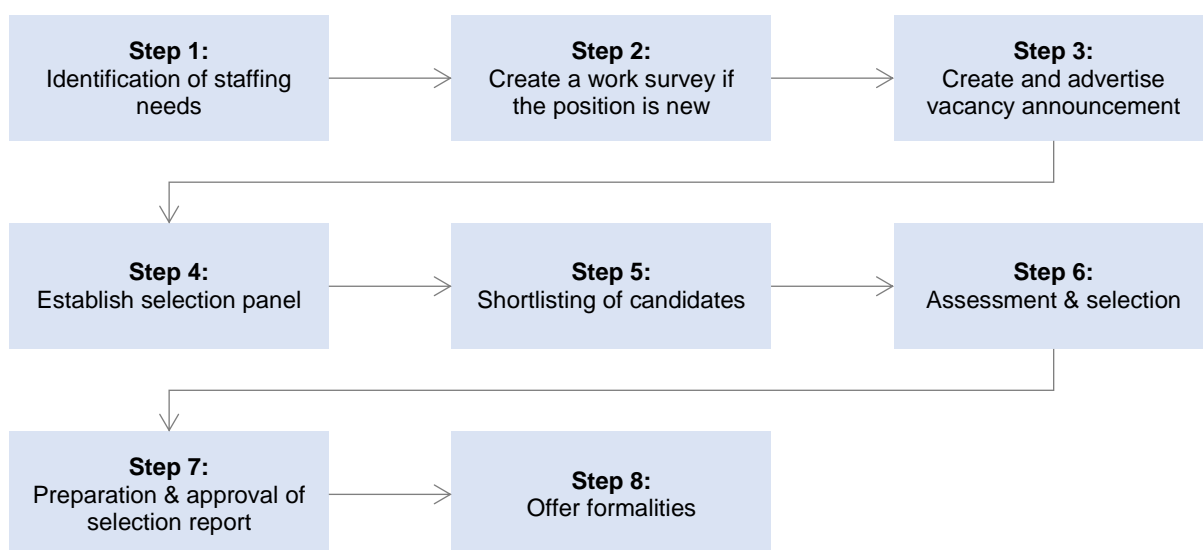 Step 1:
Identification of staffing
needs
Step 2:
Create a work survey if
the position is new
Step 3:
Create and advertise
vacancy announcement
Step 4:
Establish selection panel
Step 5:
Shortlisting of candidates
Step 6:
Assessment & selection
Step 7:
Preparation & approval of
selection report
Step 8:
Offer formalities